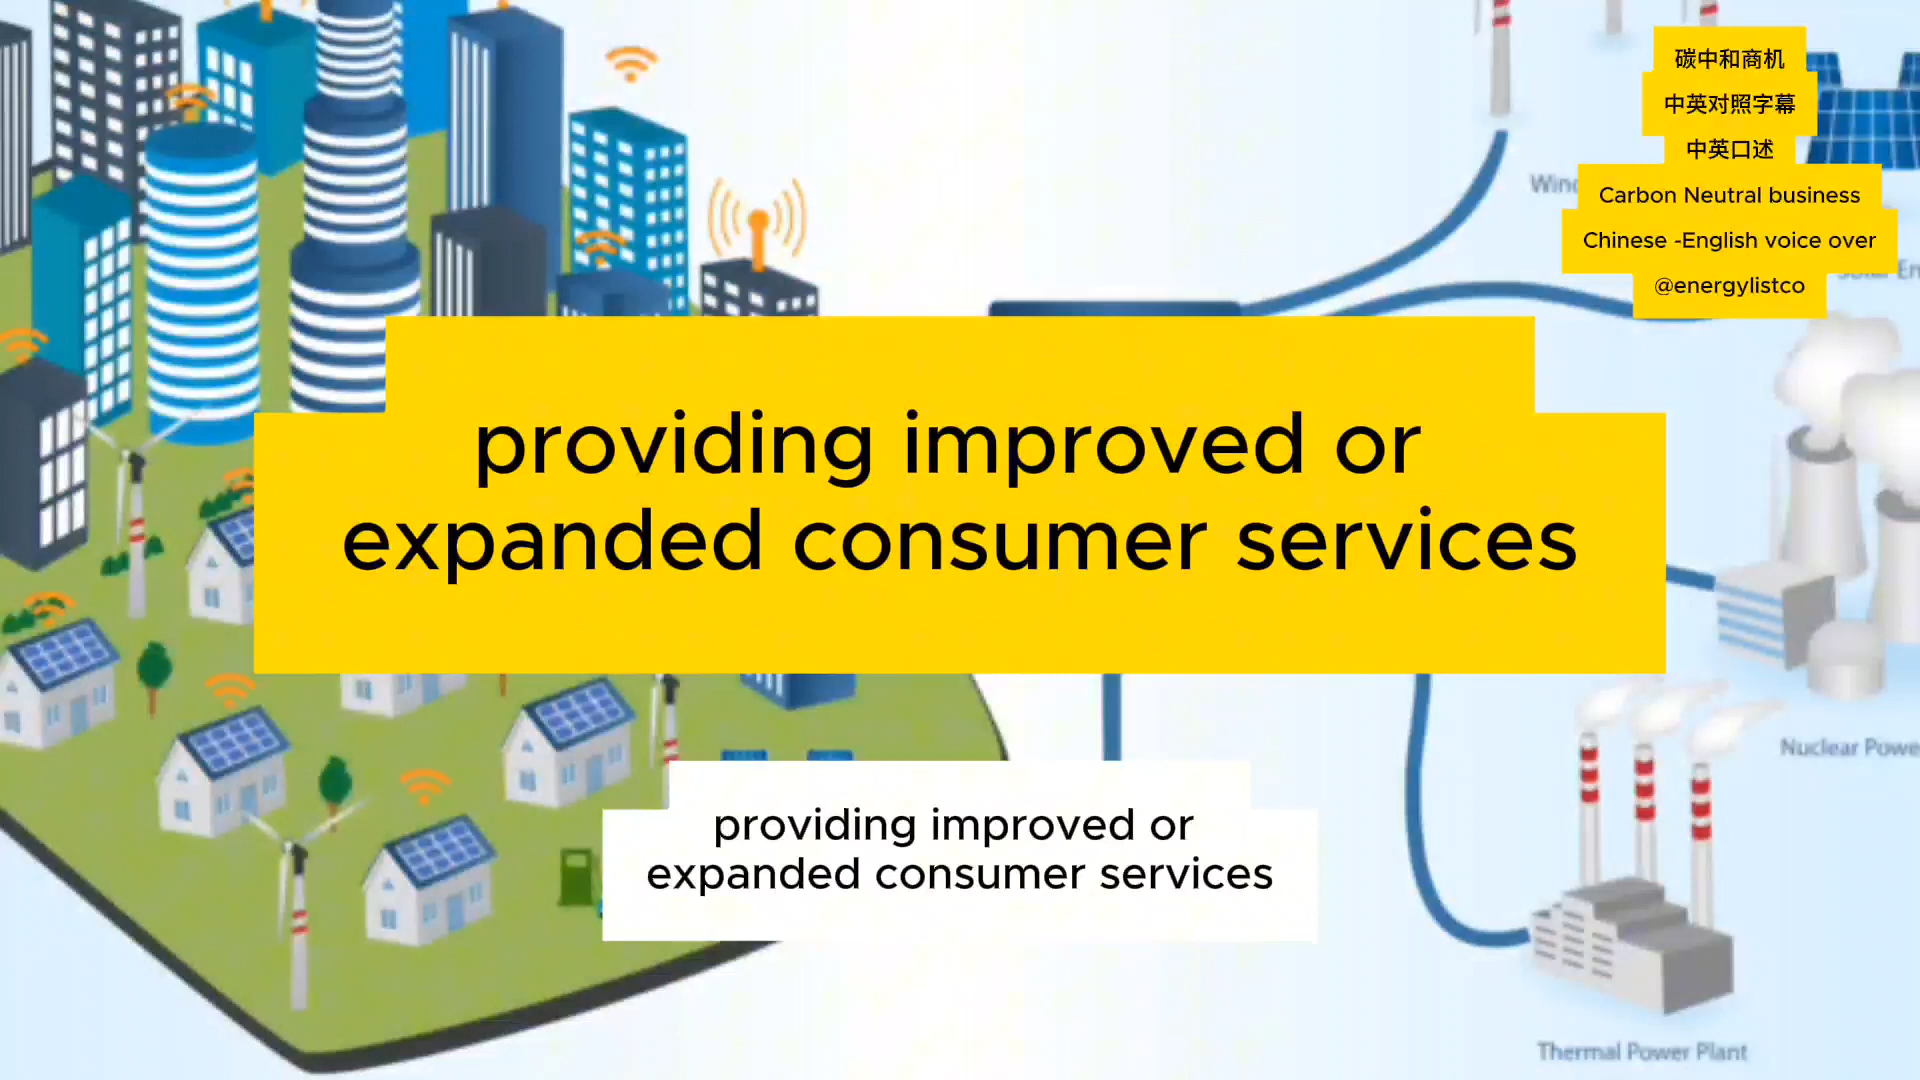 碳中和商机
中英对照字幕
中英口述
Carbon Neutral business
Chinese -English voice over
@energylistco
providing improved or
expanded consumer services
providing improved or
expanded consumer services
Nuclear
Thermal Power Plant